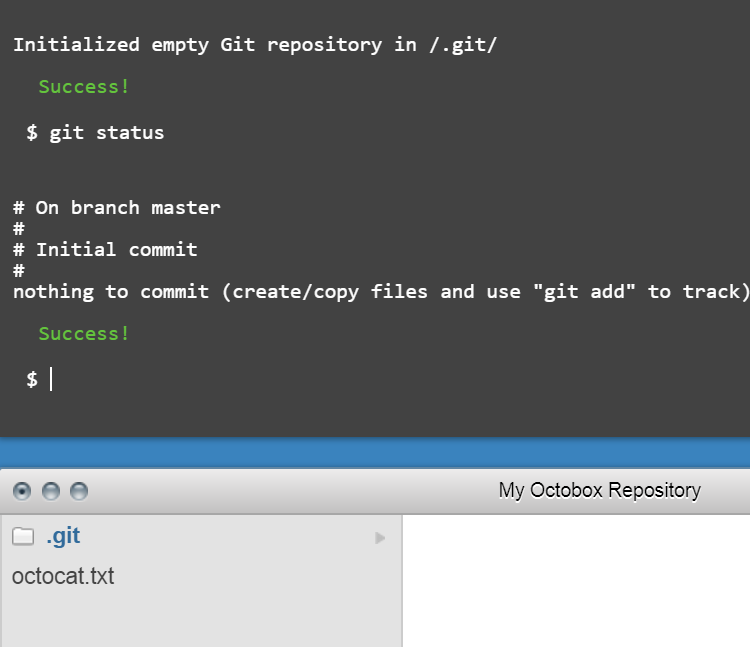 Initialized empty Git repository in /.git/
Success!
$ git status
# On branch master
#
# Initial commit
#
nothing to commit (create/copy files and use "git add" to track)
Success!
$
My Octobox Repository
.git
octocat.txt